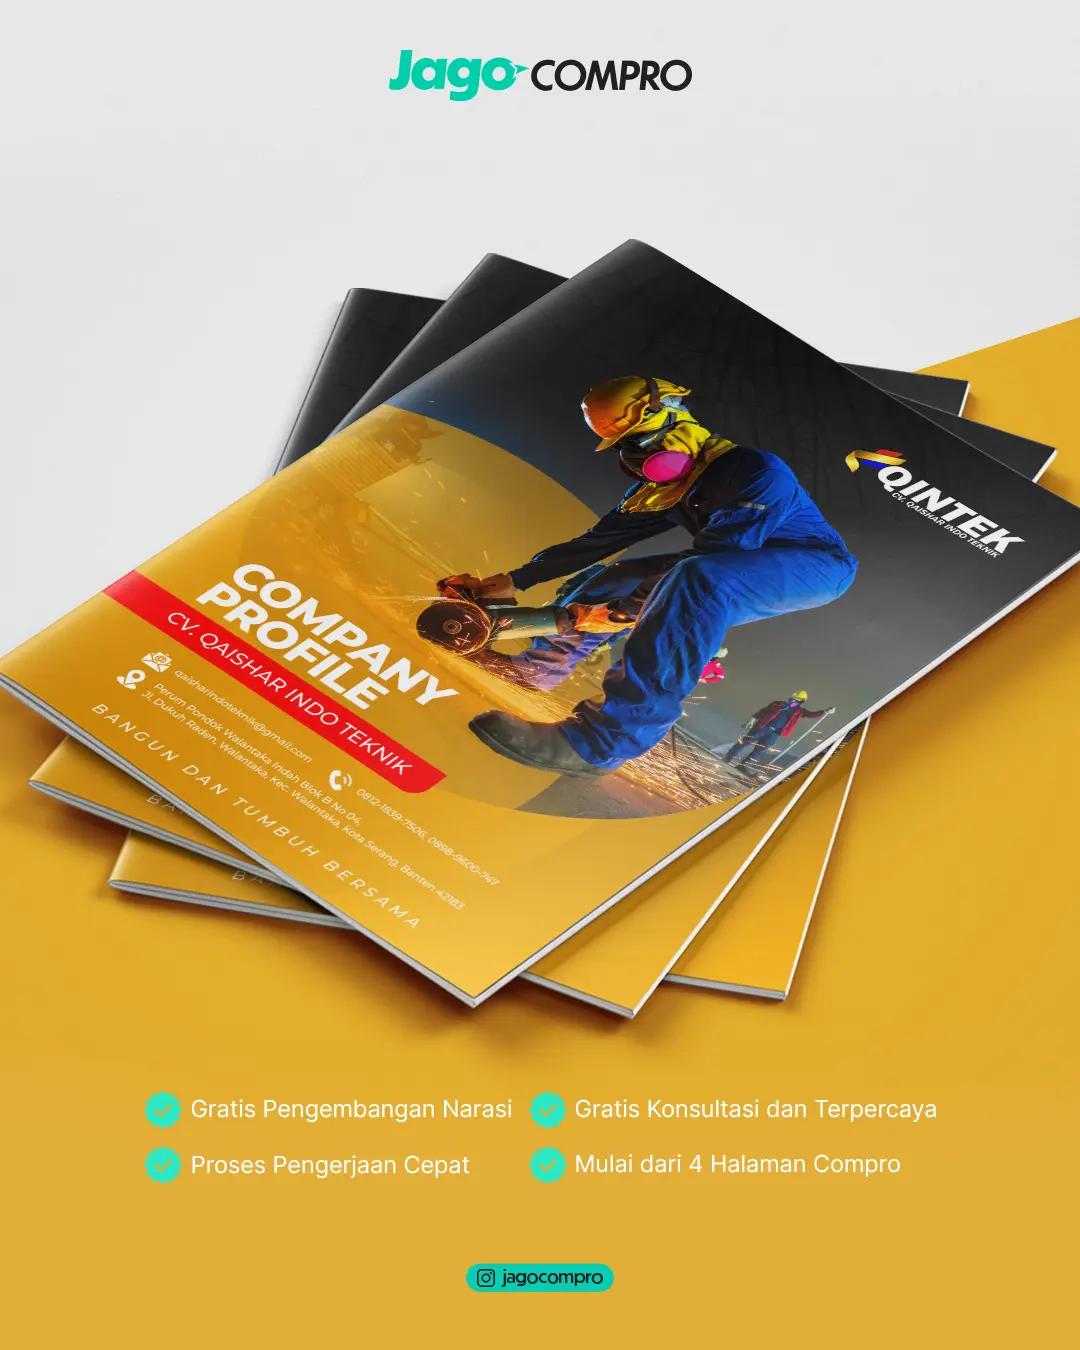 Jago COMPRO
QINTEK
CV. QAISHAR INDO TEKNIK
COMPANY
PROFILE
CV. QAISHAR INDO TEKNIK
qaisharindoteknik@gmail.com
Perum Pondok Walantaka Indah Blok B No 04,
Jl. Dukuh Raden, Walantaka, Kec. Walantaka, Kota Serang, Banten 42183
0812-1839-7506, 0898-9600-747
BANGUN DAN TUMBUH BERSAMA
BA
BA
Gratis Pengembangan Narasi
Gratis Konsultasi dan Terpercaya
Proses Pengerjaan Cepat
Mulai dari 4 Halaman Compro
jagocompro